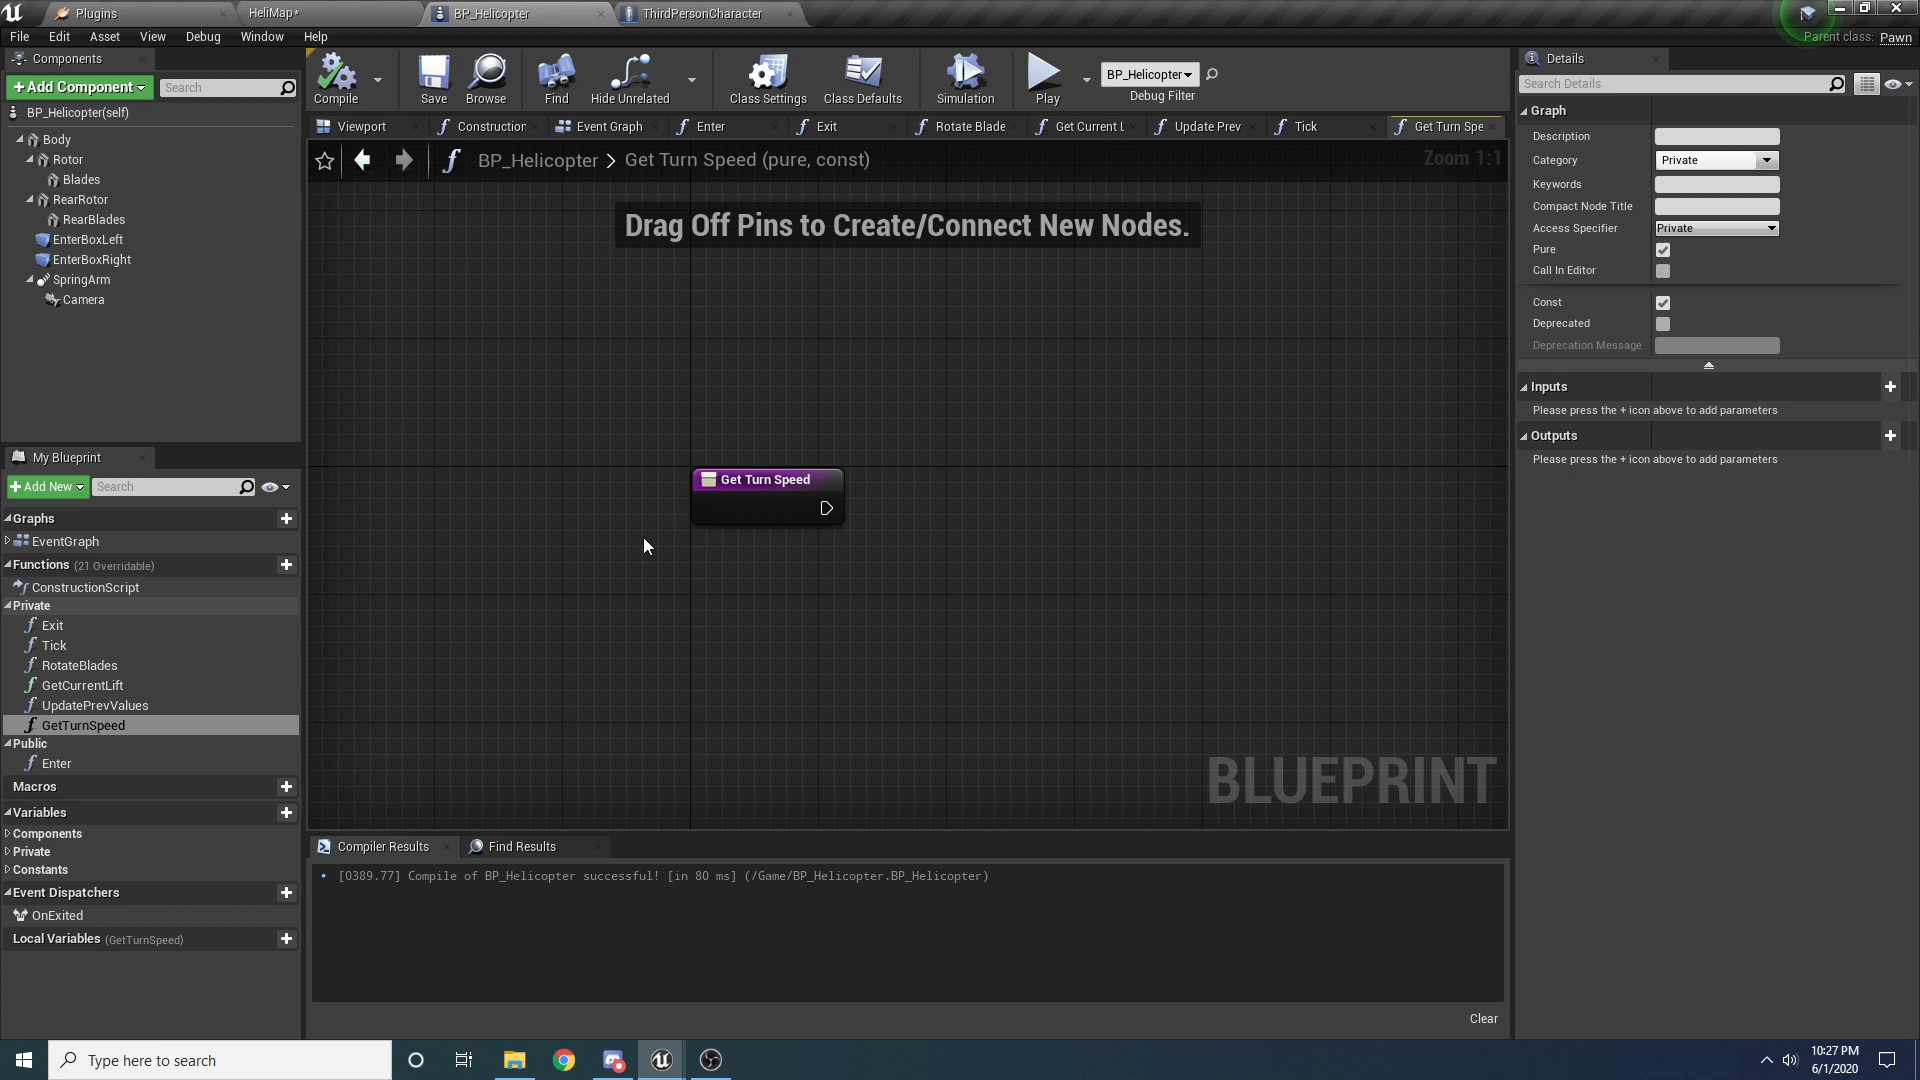 Plugins
HeliMap*
BP_Helicopter
ThirdPersonCharacter
File Edit Asset View Debug Window Help
Parent class: Pawn
Components
+ Add Component
Search
BP_Helicopter(self)
Body
Rotor
Blades
RearRotor
RearBlades
EnterBoxLeft
EnterBoxRight
SpringArm
Camera
My Blueprint
+ Add New
Search
Graphs
EventGraph
Functions (21 Overridable)
ConstructionScript
Private
Exit
Tick
RotateBlades
GetCurrentLift
UpdatePrevValues
GetTurnSpeed
Public
Enter
Macros
Variables
Components
Private
Constants
Event Dispatchers
OnExited
Local Variables (GetTurnSpeed)
Compile
Save
Browse
Find
Hide Unrelated
Class Settings
Class Defaults
Simulation
Play
BP_Helicopter
Debug Filter
Viewport
Construction
Event Graph
Enter
Exit
Rotate Blade
Get Current L
Update Prev
Tick
Get Turn Spe
BP_Helicopter > Get Turn Speed (pure, const)
Zoom 1:1
Drag Off Pins to Create/Connect New Nodes.
Get Turn Speed
BLUEPRINT
Compiler Results
Find Results
[0389.77] Compile of BP_Helicopter successful! [in 80 ms] (/Game/BP_Helicopter.BP_Helicopter)
Clear
Details
Search Details
Graph
Description
Category Private
Keywords
Compact Node Title
Access Specifier Private
Pure
Call In Editor
Const
Deprecated
Deprecation Message
Inputs
Please press the + icon above to add parameters
Outputs
Please press the + icon above to add parameters
Type here to search
10:27 PM
6/1/2020